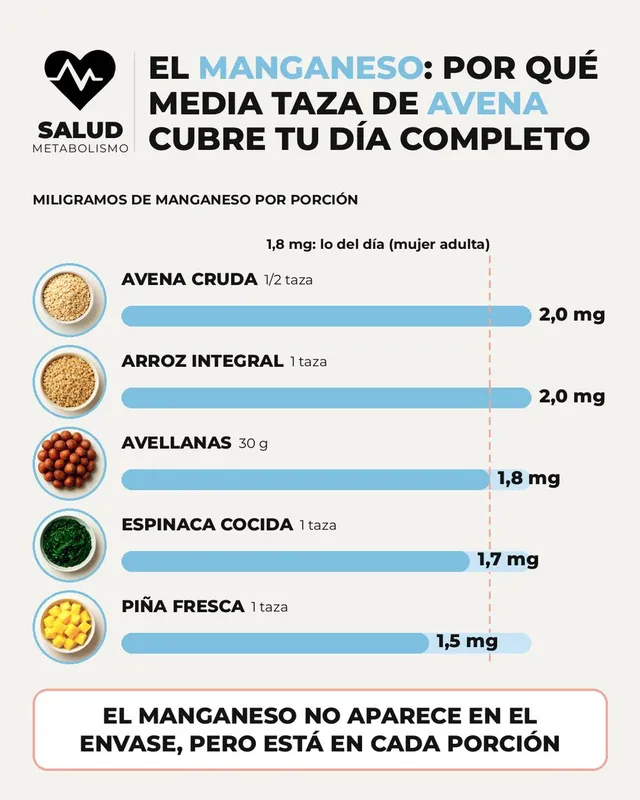 SALUD
METABOLISMO
EL MANGANESO: POR QUÉ
MEDIA TAZA DE AVENA
CUBRE TU DÍA COMPLETO
MILIGRAMOS DE MANGANESO POR PORCIÓN
1,8 mg: lo del día (mujer adulta)
AVENA CRUDA 1/2 taza
2,0 mg
ARROZ INTEGRAL 1 taza
2,0 mg
AVELLANAS 30 g
1,8 mg
ESPINACA COCIDA 1 taza
1,7 mg
PIÑA FRESCA 1 taza
1,5 mg
EL MANGANESO NO APARECE EN EL
ENVASE, PERO ESTÁ EN CADA PORCIÓN